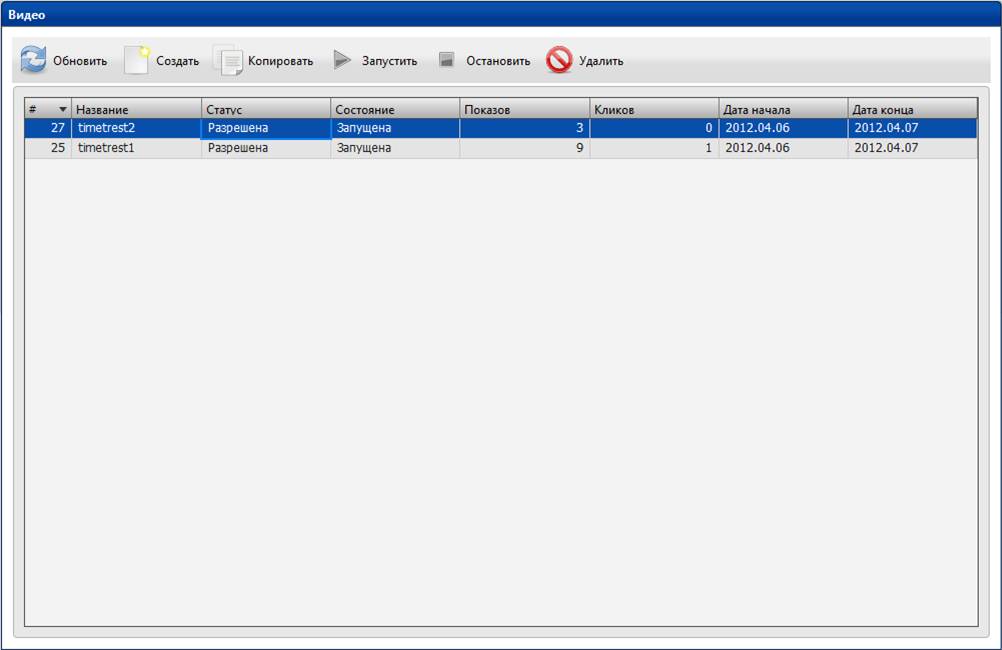 Видео
Обновить Создать Копировать Запустить Остановить Удалить
# Название Статус Состояние Показов Кликов Дата начала Дата конца
27 timetrest2 Разрешена Запущена 3 0 2012.04.06 2012.04.07
25 timetrest1 Разрешена Запущена 9 1 2012.04.06 2012.04.07